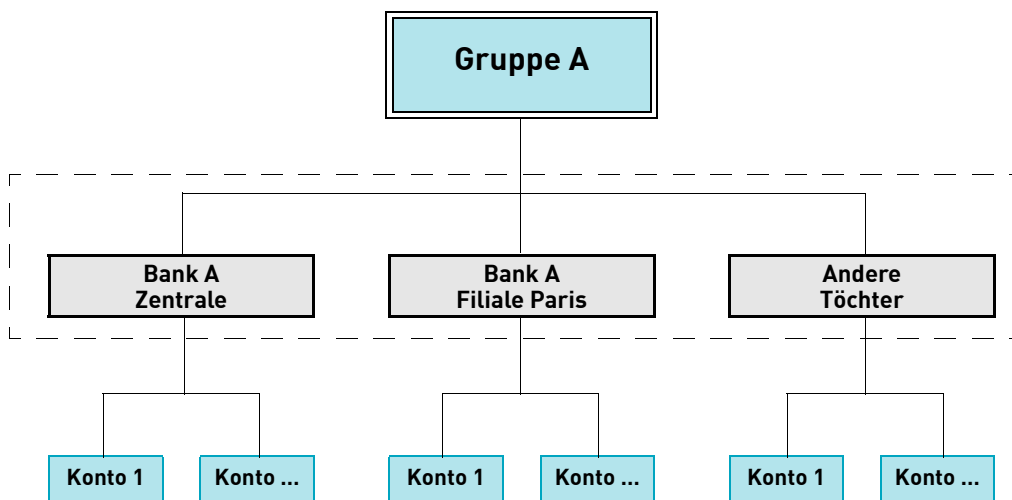 Gruppe A
Bank A
Zentrale
Bank A
Filiale Paris
Andere
Töchter
Konto 1
Konto ...
Konto 1
Konto ...
Konto 1
Konto ...